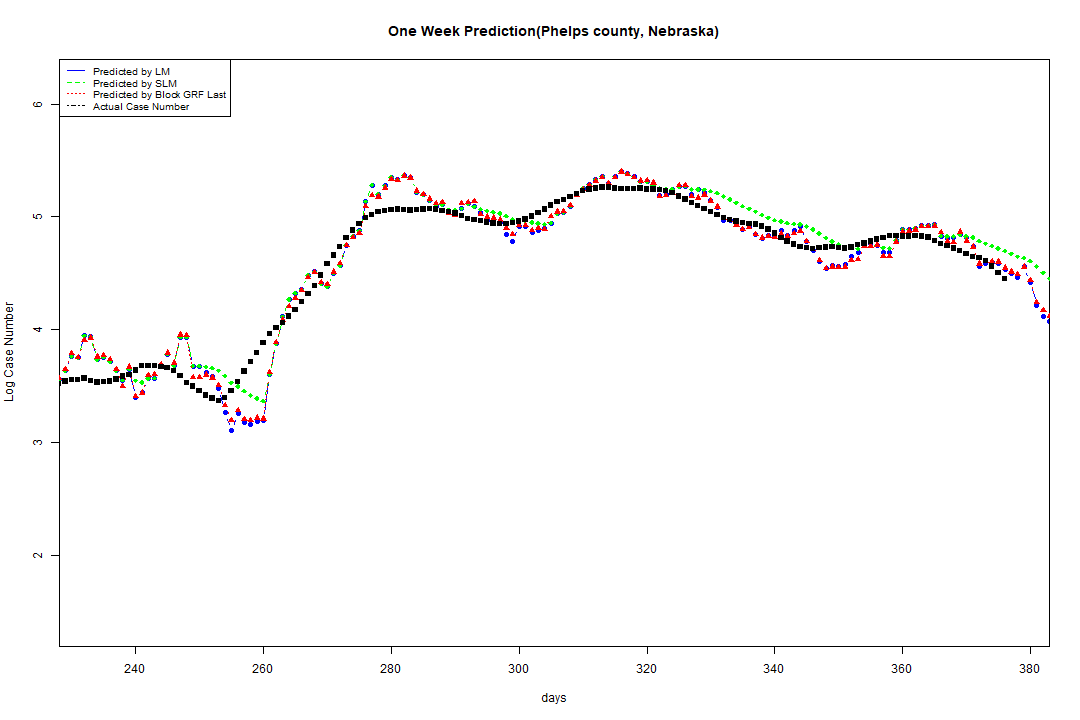 One Week Prediction(Phelps county, Nebraska)
Predicted by LM
Predicted by SLM
Predicted by Block GRF Last
Actual Case Number
6
5
4
3
2
Log Case Number
240 260 280 300 320 340 360 380
days